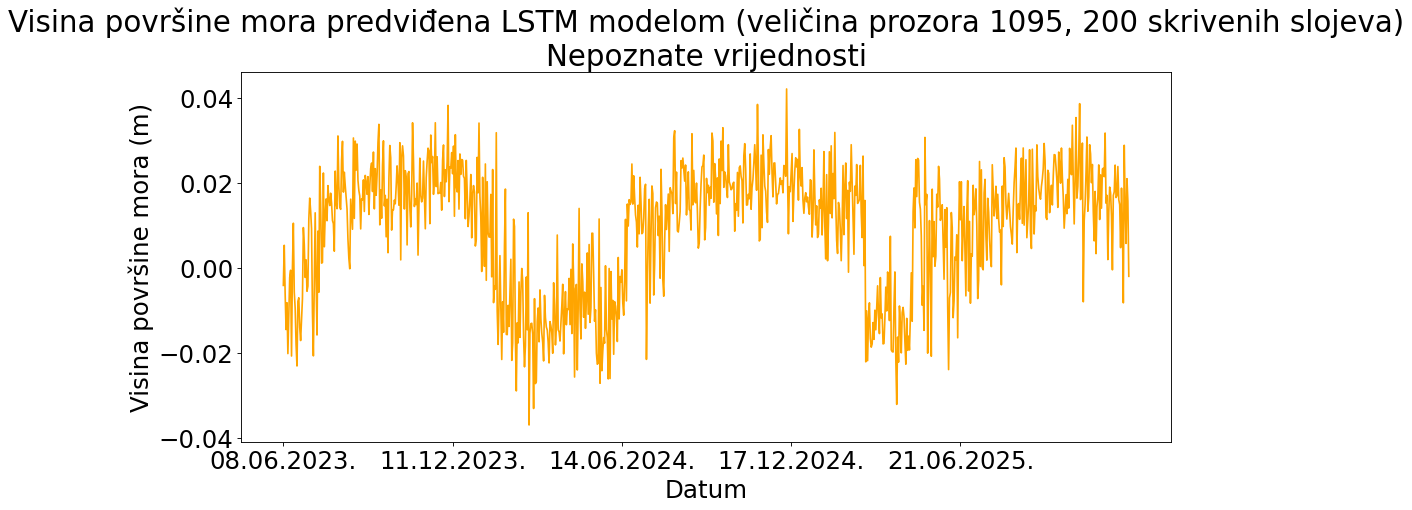 Visina površine mora predviđena LSTM modelom (veličina prozora 1095, 200 skrivenih slojeva)
Nepoznate vrijednosti
Visina površine mora (m)
0.04
0.02
0.00
−0.02
−0.04
08.06.2023. 11.12.2023. 14.06.2024. 17.12.2024. 21.06.2025.
Datum